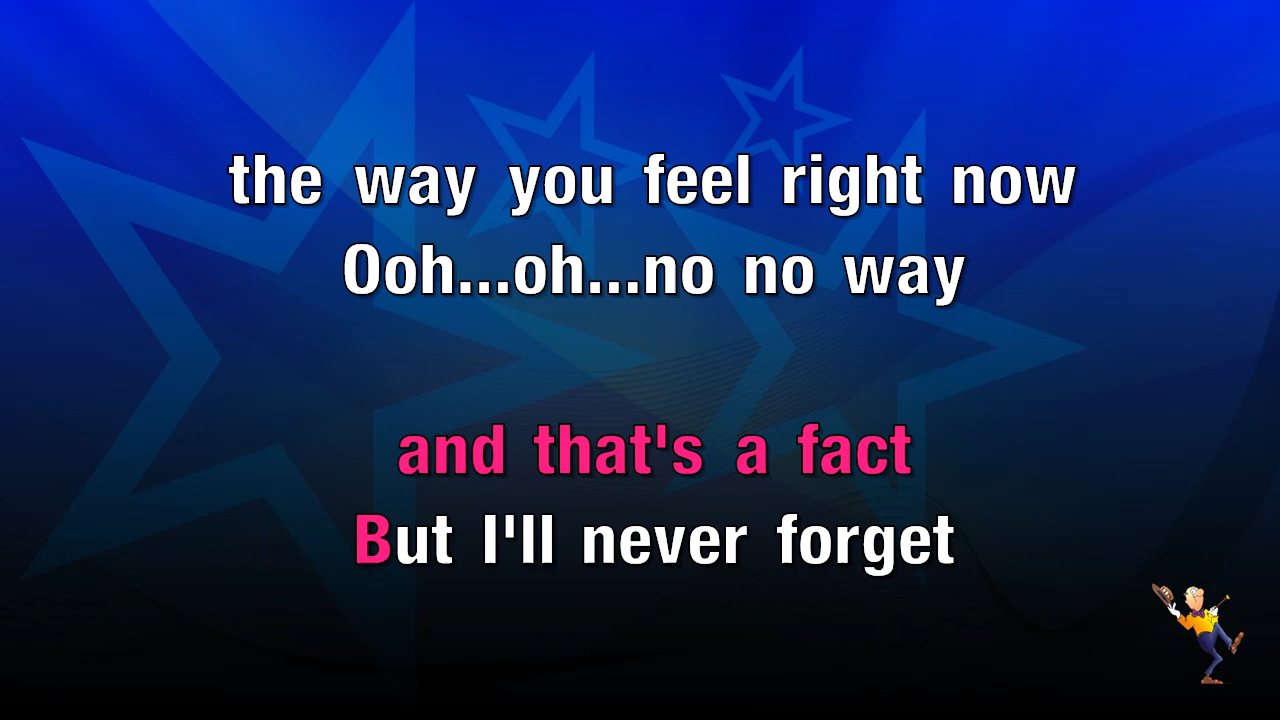 the way you feel right now
Ooh...oh...no no way
and that's a fact
But I'll never forget